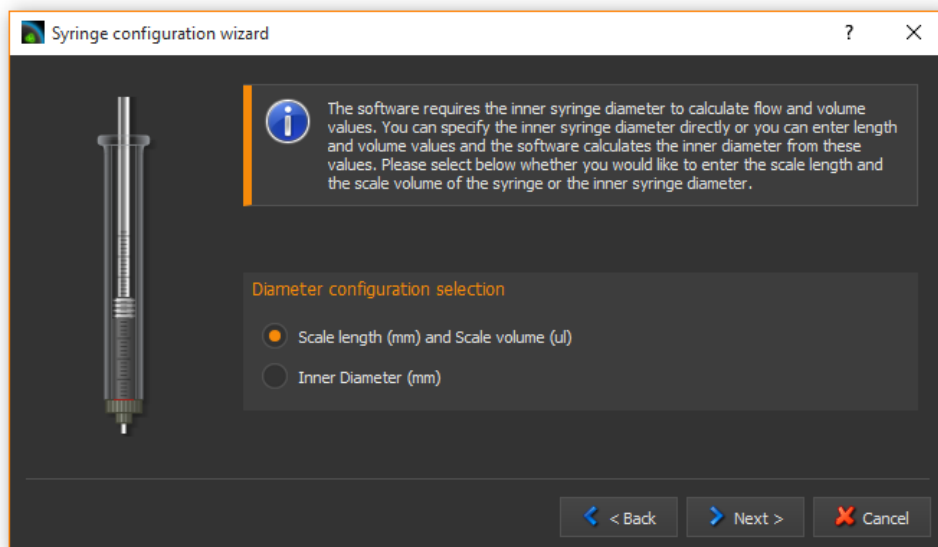 Syringe configuration wizard
?
The software requires the inner syringe diameter to calculate flow and volume
values. You can specify the inner syringe diameter directly or you can enter length
and volume values and the software calculates the inner diameter from these
values. Please select below whether you would like to enter the scale length and
the scale volume of the syringe or the inner syringe diameter.
Diameter configuration selection
Scale length (mm) and Scale volume (ul)
Inner Diameter (mm)
< Back
Next >
Cancel